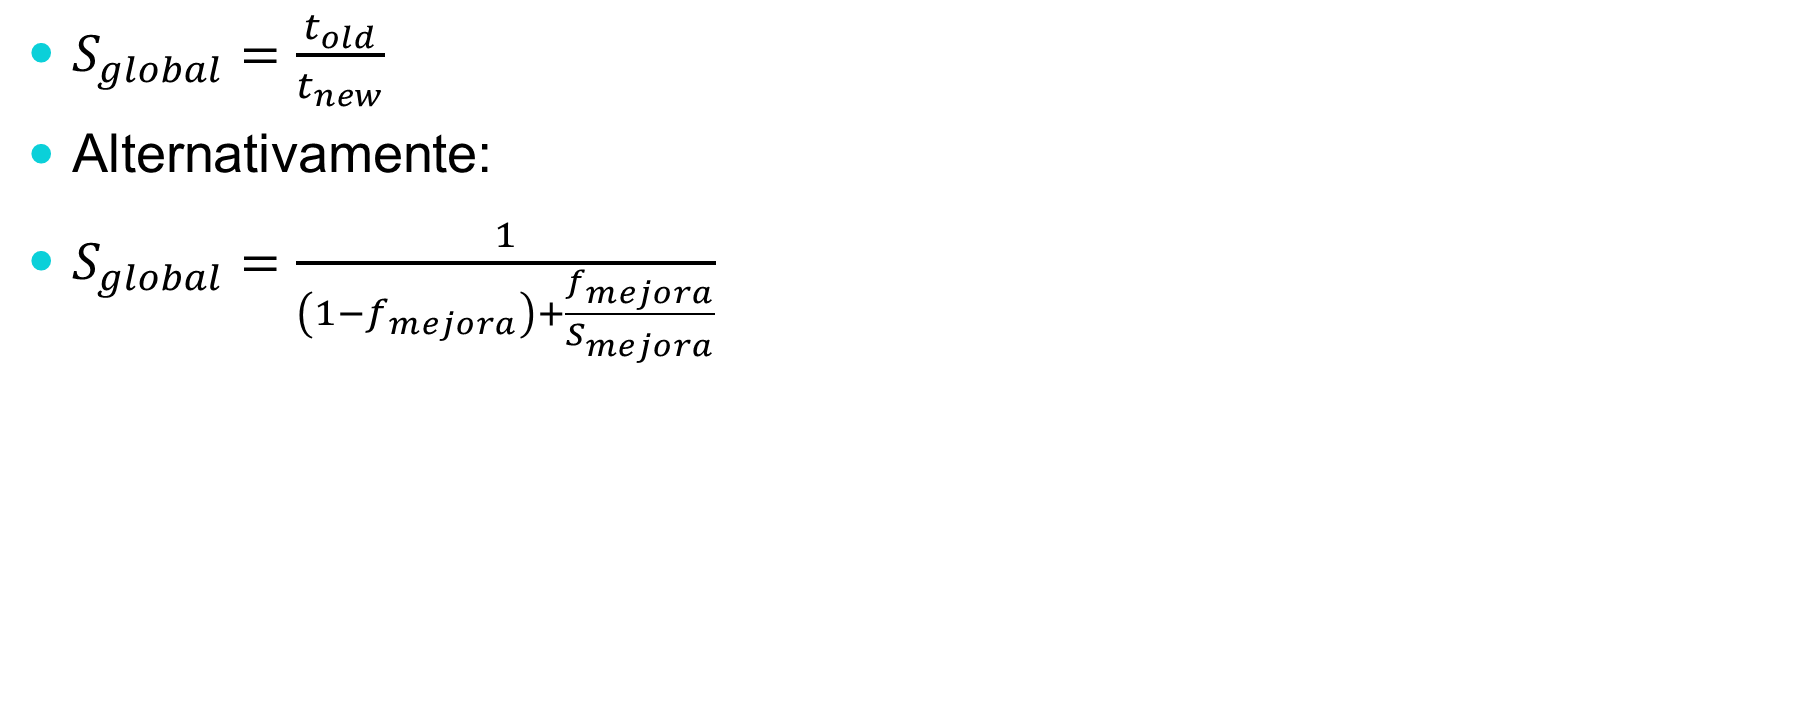 • S_global = t_old / t_new
• Alternativamente:
• S_global = 1 / ((1−f_mejora)+f_mejora/S_mejora)